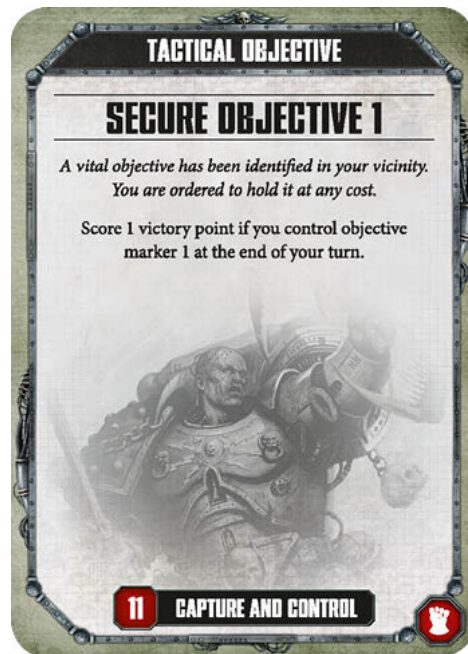 TACTICAL OBJECTIVE
SECURE OBJECTIVE 1
A vital objective has been identified in your vicinity.
You are ordered to hold it at any cost.
Score 1 victory point if you control objective
marker 1 at the end of your turn.
11 CAPTURE AND CONTROL